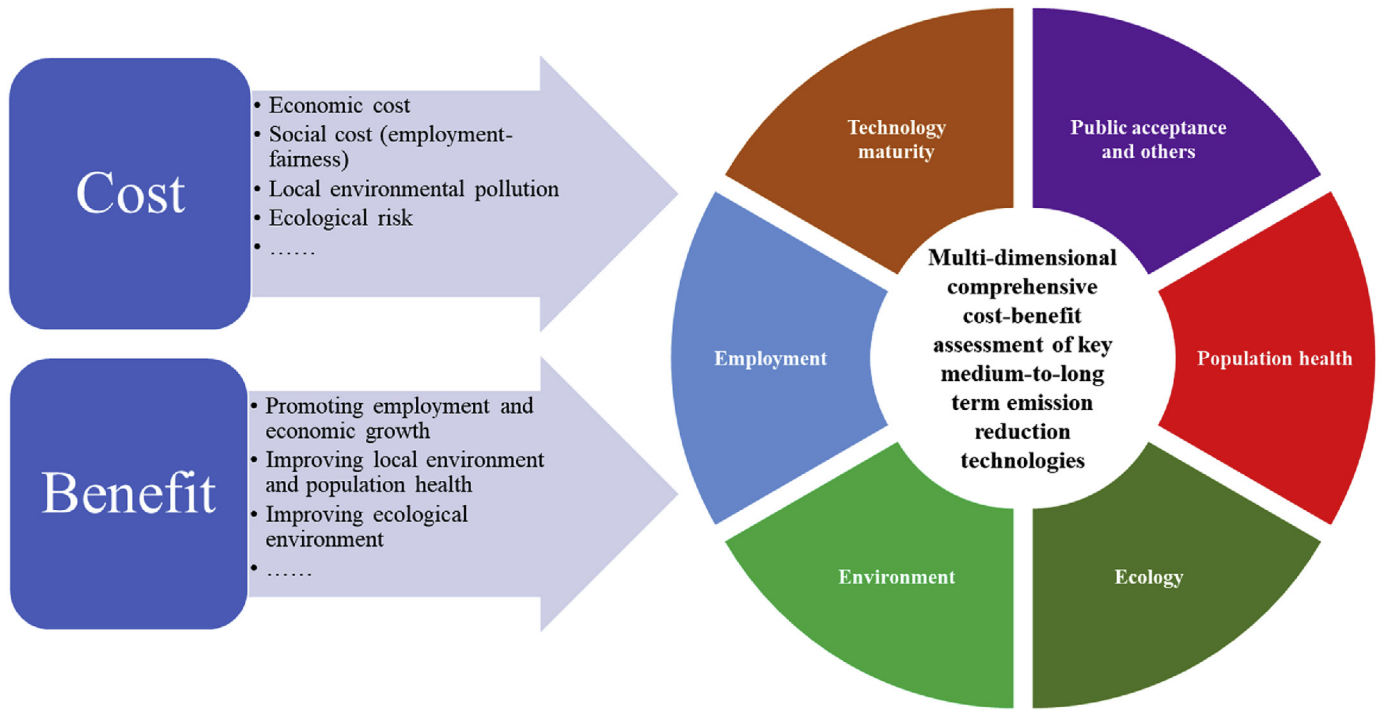 Cost
• Economic cost
• Social cost (employment-
fairness)
• Local environmental pollution
• Ecological risk
• ……
Benefit
• Promoting employment and
economic growth
• Improving local environment
and population health
• Improving ecological
environment
• ……
Technology
maturity
Public acceptance
and others
Employment
Population health
Environment
Ecology
Multi-dimensional
comprehensive
cost-benefit
assessment of key
medium-to-long
term emission
reduction
technologies